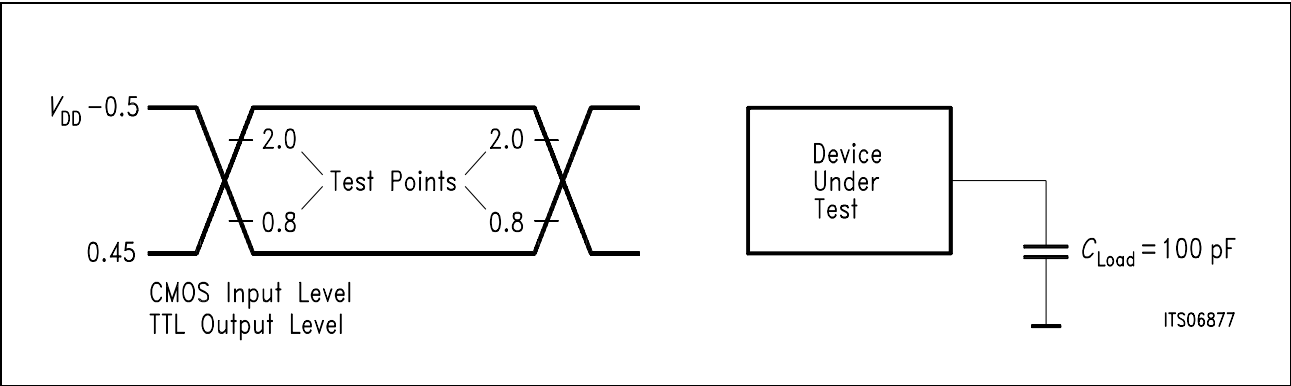 V_DD -0.5
2.0
2.0
Test Points
0.8
0.8
0.45
CMOS Input Level
TTL Output Level
Device
Under
Test
C_Load = 100 pF
ITS06877